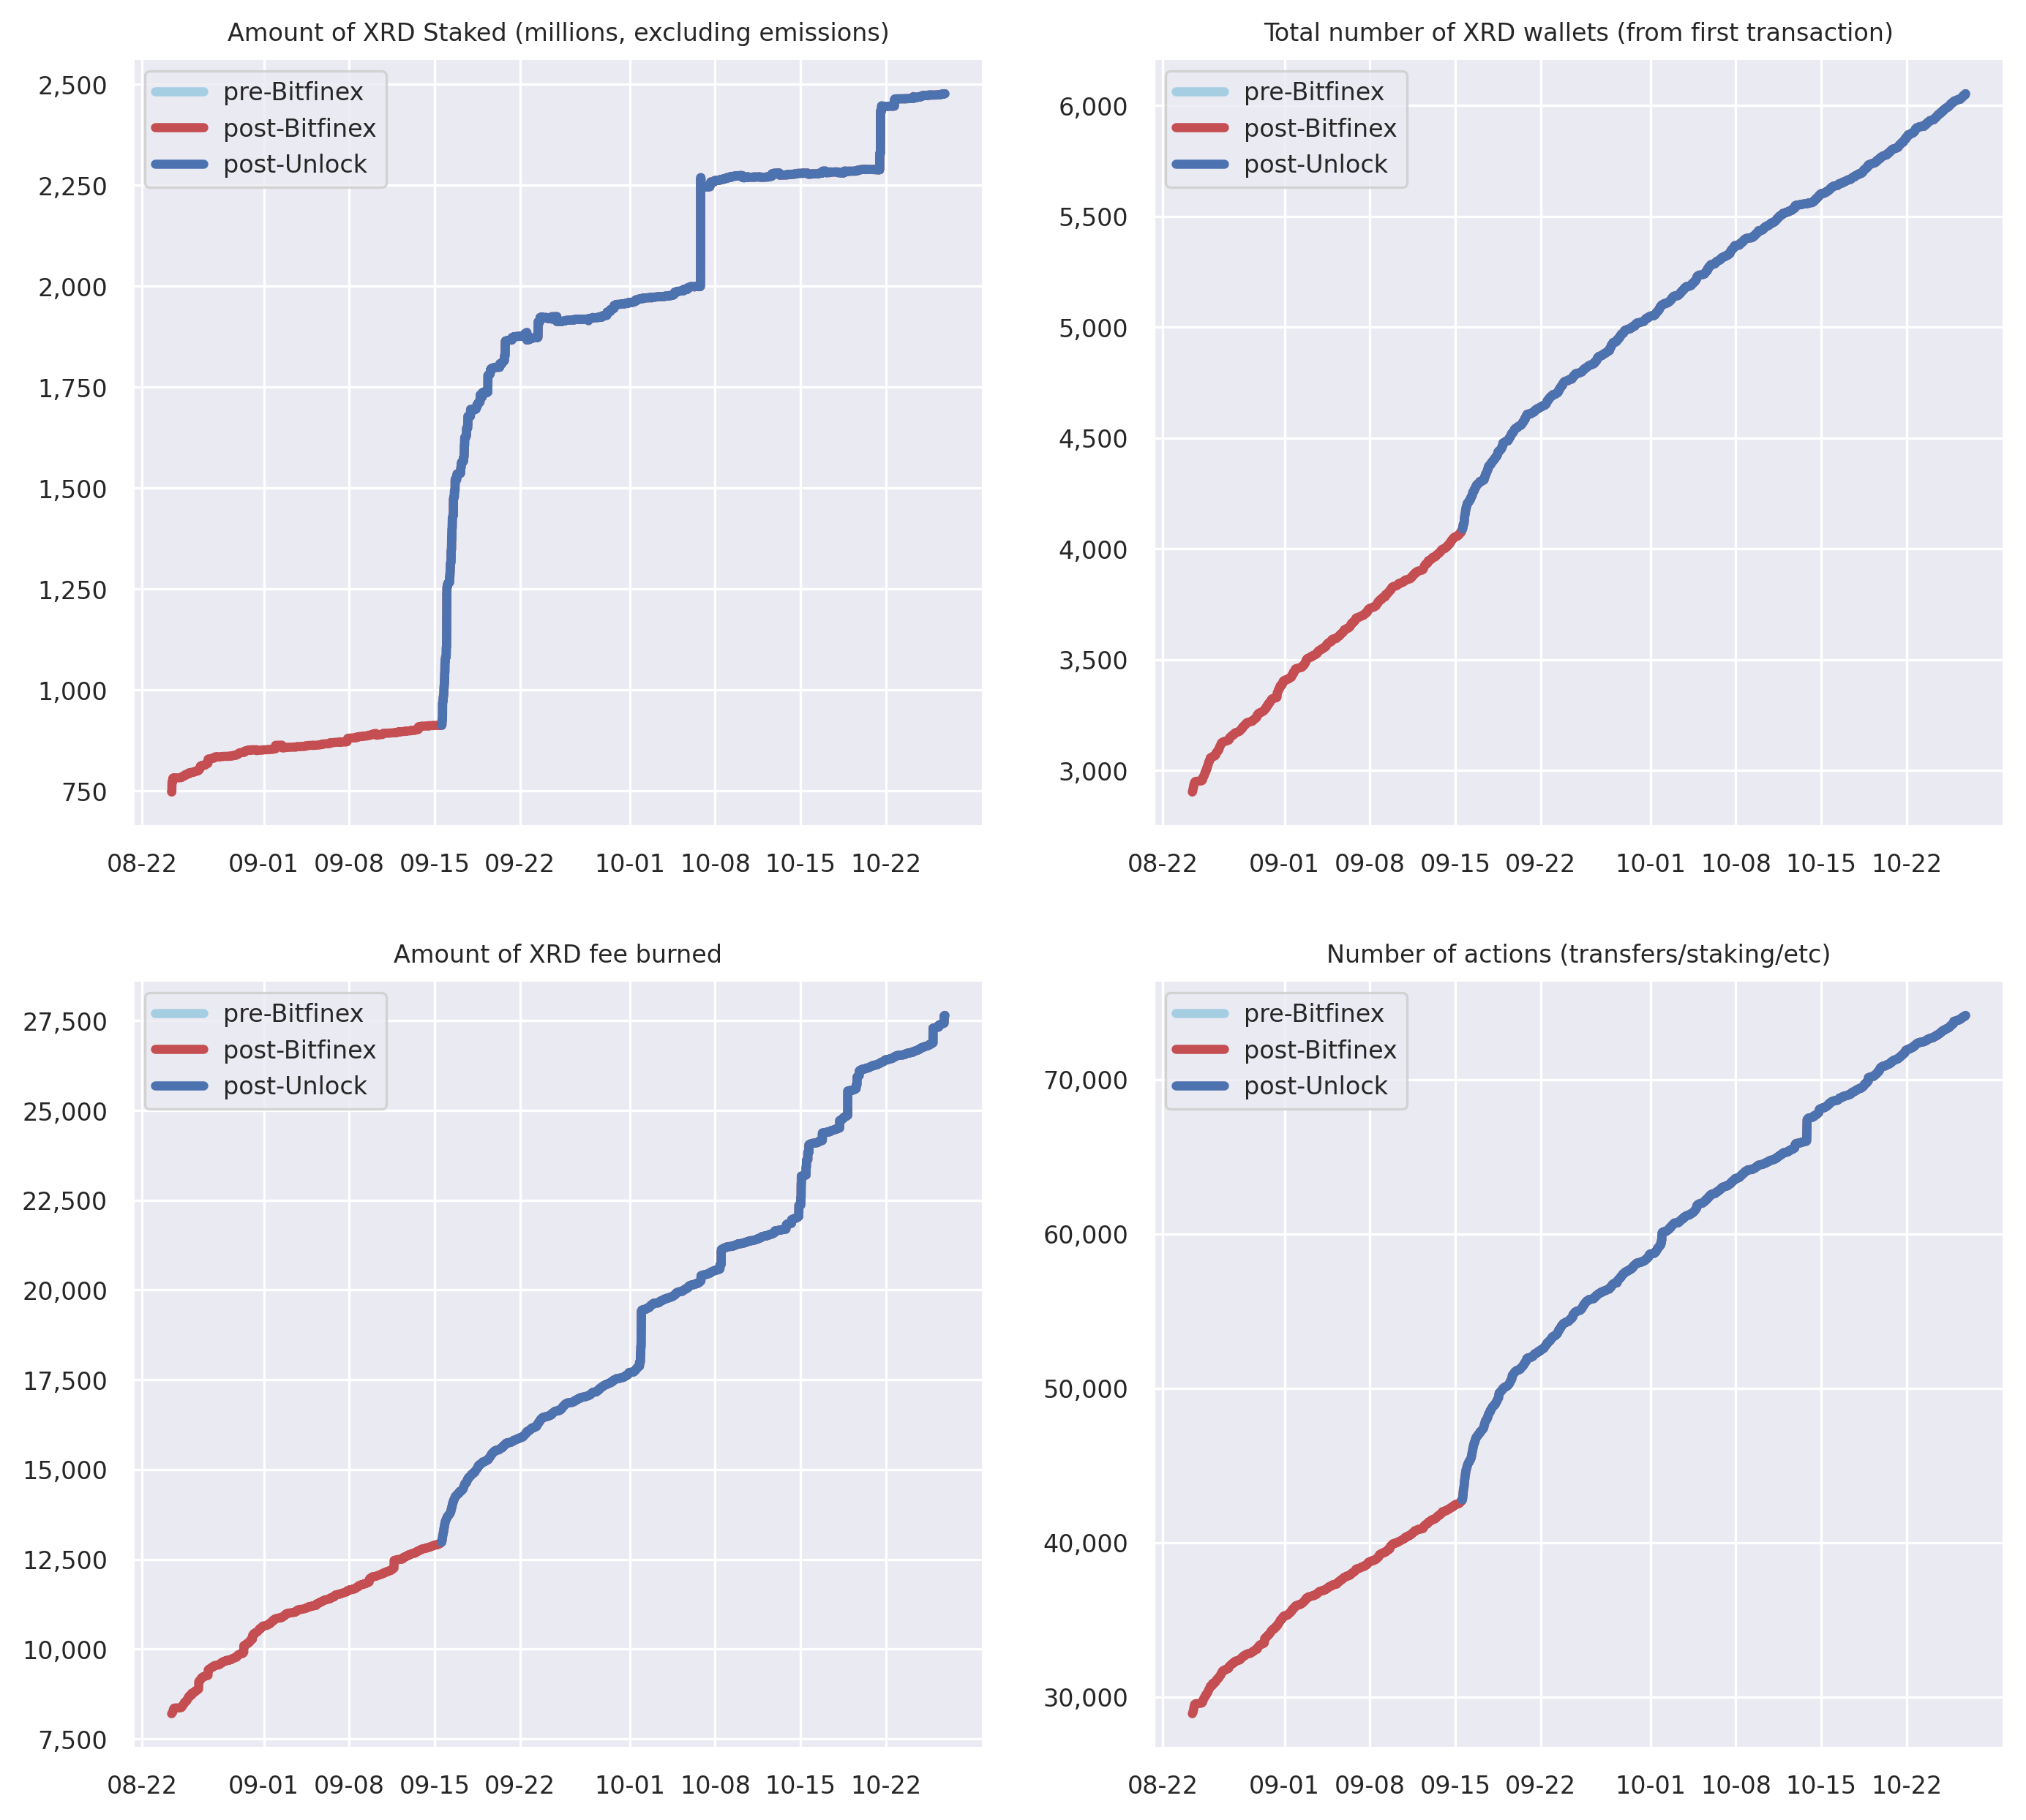 Amount of XRD Staked (millions, excluding emissions)
pre-Bitfinex
post-Bitfinex
post-Unlock
2,500
2,250
2,000
1,750
1,500
1,250
1,000
750
08-22 09-01 09-08 09-15 09-22 10-01 10-08 10-15 10-22
Total number of XRD wallets (from first transaction)
pre-Bitfinex
post-Bitfinex
post-Unlock
6,000
5,500
5,000
4,500
4,000
3,500
3,000
08-22 09-01 09-08 09-15 09-22 10-01 10-08 10-15 10-22
Amount of XRD fee burned
pre-Bitfinex
post-Bitfinex
post-Unlock
27,500
25,000
22,500
20,000
17,500
15,000
12,500
10,000
7,500
08-22 09-01 09-08 09-15 09-22 10-01 10-08 10-15 10-22
Number of actions (transfers/staking/etc)
pre-Bitfinex
post-Bitfinex
post-Unlock
70,000
60,000
50,000
40,000
30,000
08-22 09-01 09-08 09-15 09-22 10-01 10-08 10-15 10-22